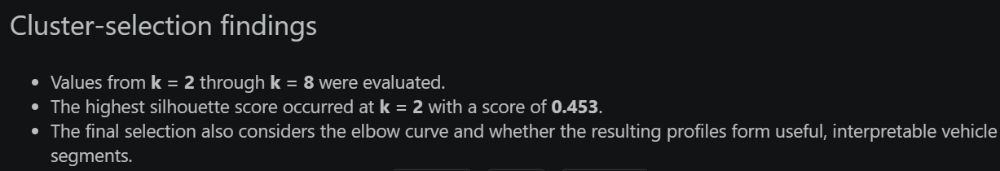 Cluster-selection findings
• Values from k = 2 through k = 8 were evaluated.
• The highest silhouette score occurred at k = 2 with a score of 0.453.
• The final selection also considers the elbow curve and whether the resulting profiles form useful, interpretable vehicle
segments.